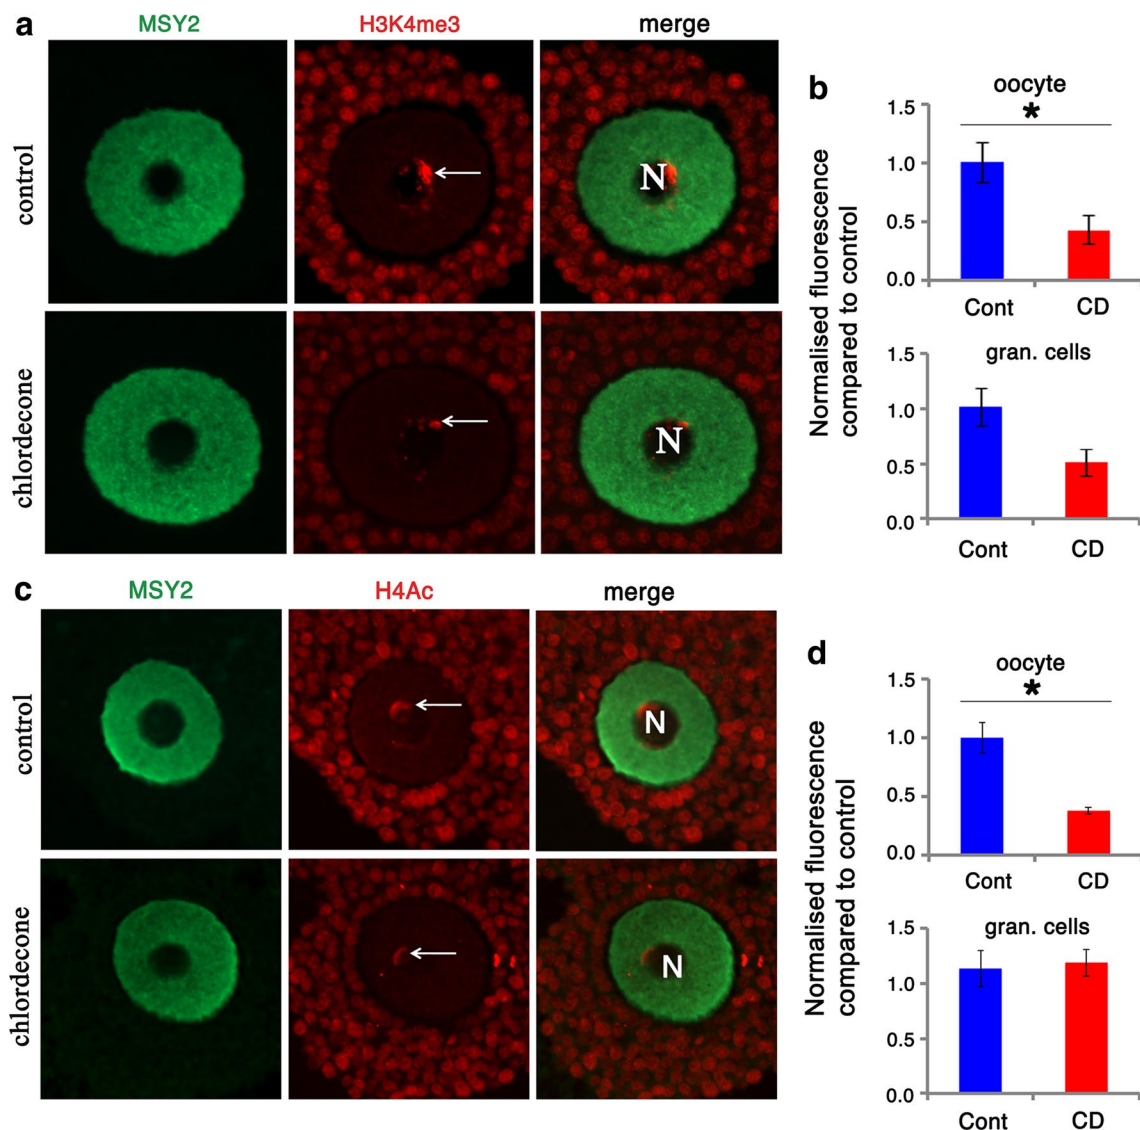 a
MSY2 H3K4me3 merge
control
N
chlordecone
N
b
Normalised fluorescence
compared to control
oocyte
*
1.5
1.0
0.5
0.0
Cont CD
gran. cells
1.5
1.0
0.5
0.0
Cont CD
c
MSY2 H4Ac merge
control
N
chlordecone
N
d
Normalised fluorescence
compared to control
oocyte
*
1.5
1.0
0.5
0.0
Cont CD
gran. cells
1.5
1.0
0.5
0.0
Cont CD